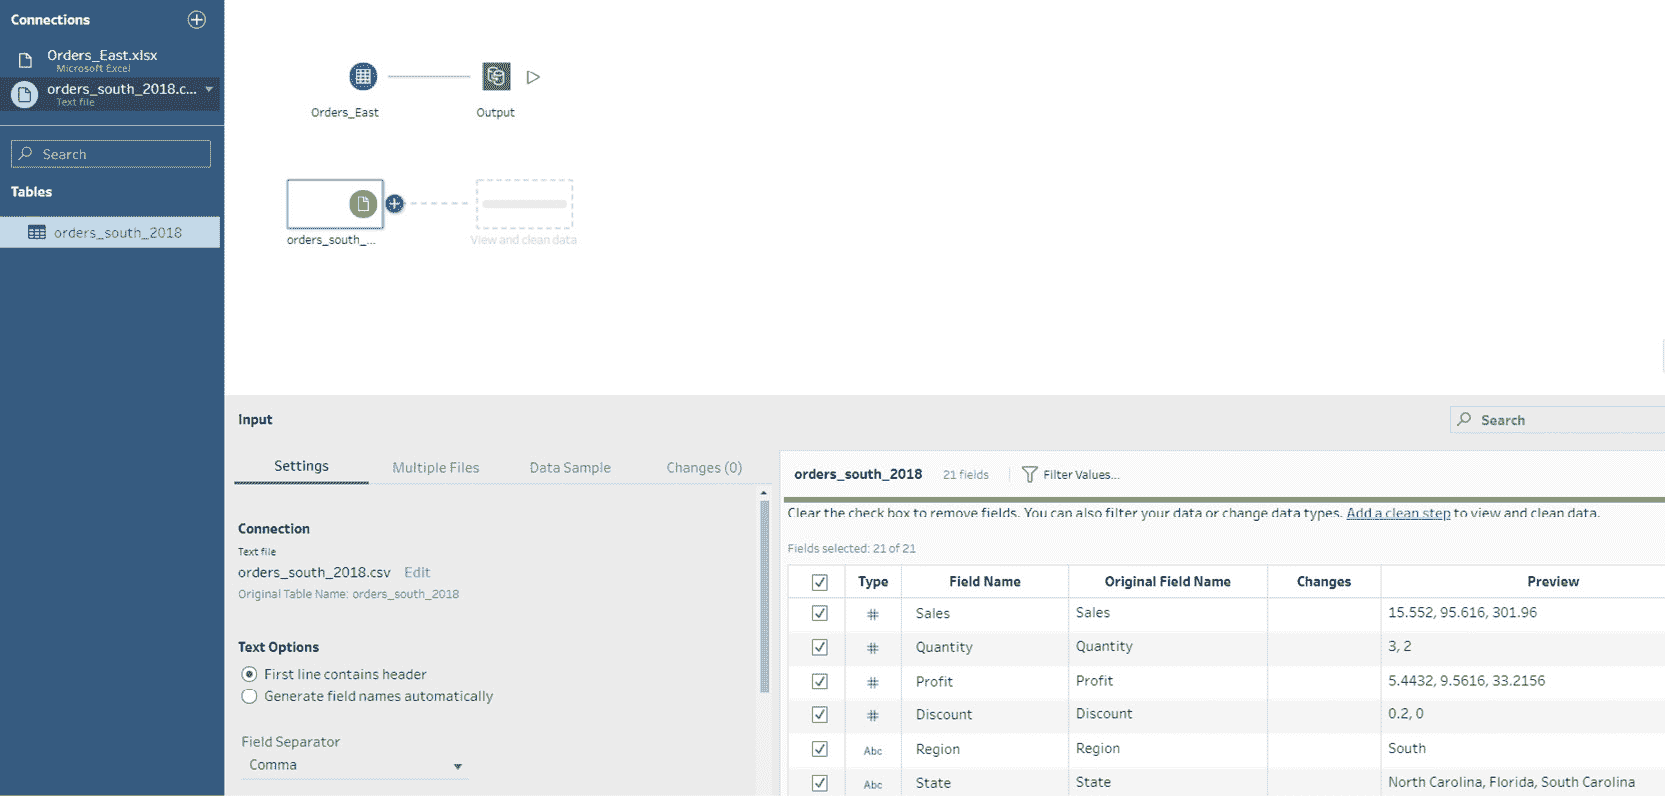 Connections
Orders_East.xlsx
Microsoft Excel
orders_south_2018.c...
Text file
Search
Tables
orders_south_2018
Orders_East
Output
orders_south_...
View and clean data
Input
Search
Settings
Multiple Files
Data Sample
Changes (0)
Connection
Text file
orders_south_2018.csv Edit
Original Table Name: orders_south_2018
Text Options
First line contains header
Generate field names automatically
Field Separator
Comma
orders_south_2018 21 fields Filter Values...
Clear the check box to remove fields. You can also filter your data or change data types. Add a clean step to view and clean data.
Fields selected: 21 of 21
Type Field Name Original Field Name Changes Preview
# Sales Sales 15.552, 95.616, 301.96
# Quantity Quantity 3, 2
# Profit Profit 5.4432, 9.5616, 33.2156
# Discount Discount 0.2, 0
Abc Region Region South
Abc State State North Carolina, Florida, South Carolina